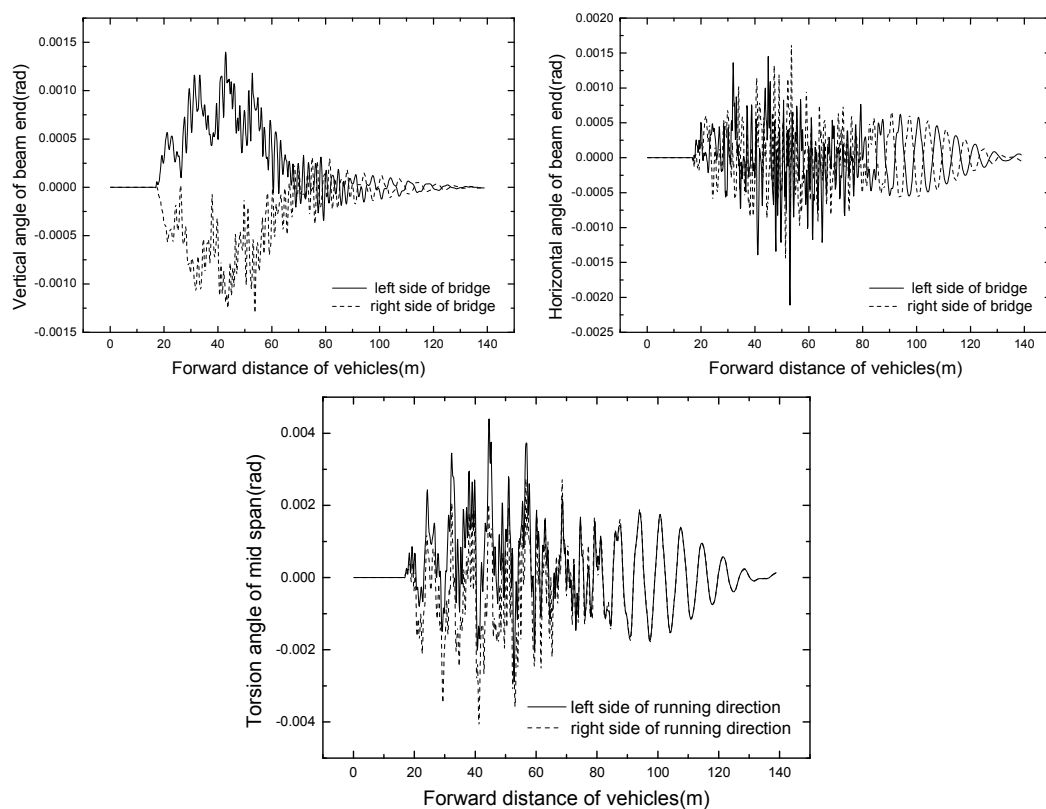 0.0015
0.0010
0.0005
0.0000
-0.0005
-0.0010
-0.0015
Vertical angle of beam end(rad)
left side of bridge
right side of bridge
0 20 40 60 80 100 120 140
Forward distance of vehicles(m)
0.0020
0.0015
0.0010
0.0005
0.0000
-0.0005
-0.0010
-0.0015
-0.0020
-0.0025
Horizontal angle of beam end(rad)
left side of bridge
right side of bridge
0 20 40 60 80 100 120 140
Forward distance of vehicles(m)
0.004
0.002
0.000
-0.002
-0.004
Torsion angle of mid span(rad)
left side of running direction
right side of running direction
0 20 40 60 80 100 120 140
Forward distance of vehicles(m)